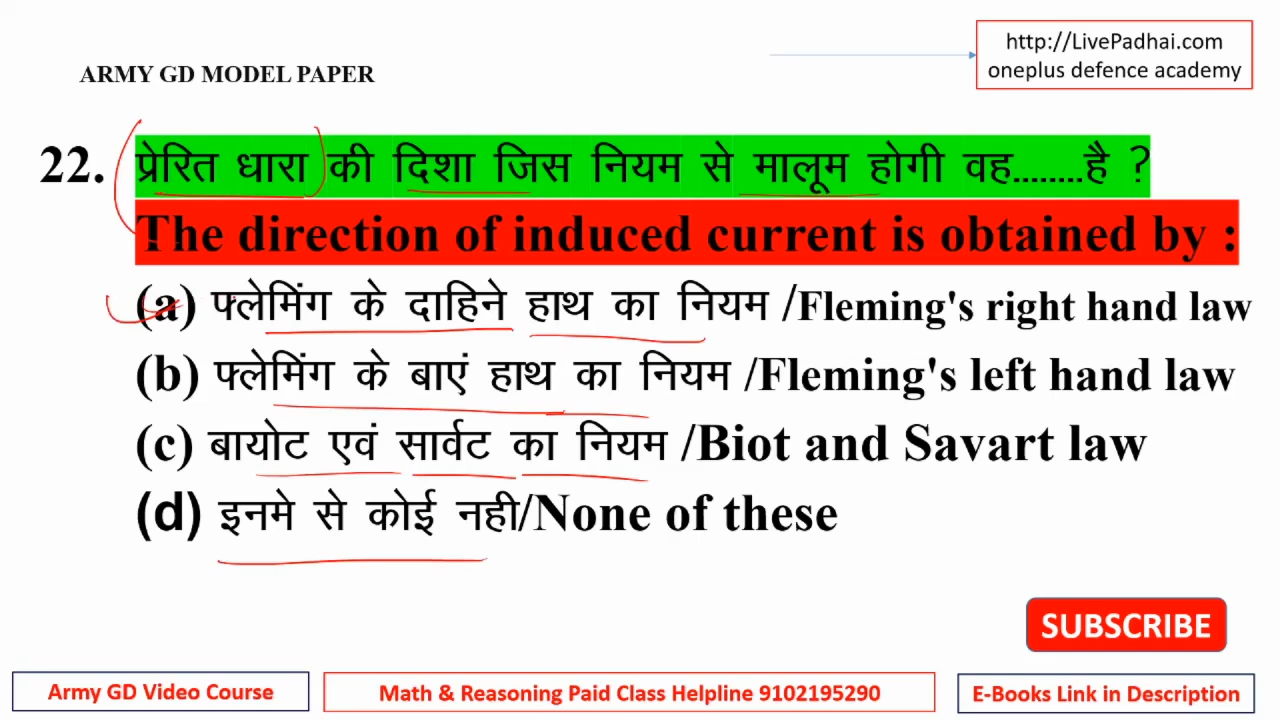 http://LivePadhai.com
oneplus defence academy
ARMY GD MODEL PAPER
22. प्रेरित धारा की दिशा जिस नियम से मालूम होगी वह........है ?
The direction of induced current is obtained by :
(a) फ्लेमिंग के दाहिने हाथ का नियम /Fleming's right hand law
(b) फ्लेमिंग के बाएं हाथ का नियम /Fleming's left hand law
(c) बायोट एवं सार्वट का नियम /Biot and Savart law
(d) इनमे से कोई नही/None of these
SUBSCRIBE
Army GD Video Course
Math & Reasoning Paid Class Helpline 9102195290
E-Books Link in Description